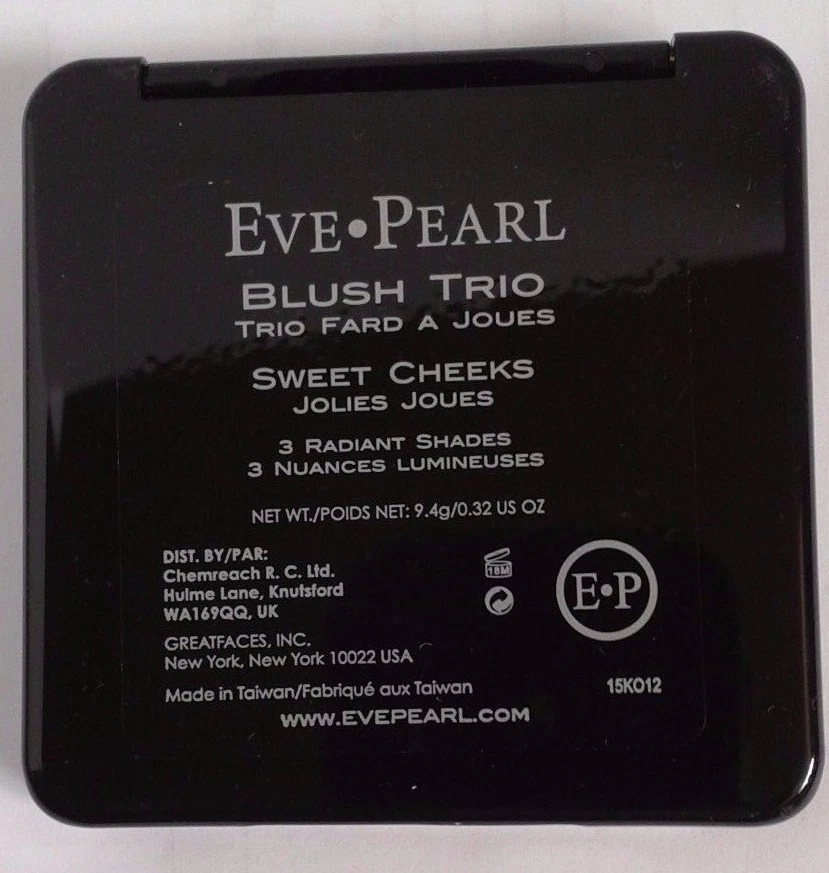 EVE•PEARL
BLUSH TRIO
TRIO FARD A JOUES
SWEET CHEEKS
JOLIES JOUES
3 RADIANT SHADES
3 NUANCES LUMINEUSES
NET WT./POIDS NET: 9.4g/0.32 US OZ
DIST. BY/PAR:
Chemreach R. C. Ltd.
Hulme Lane, Knutsford
WA169QQ, UK
18M
E•P
GREATFACES, INC.
New York, New York 10022 USA
Made in Taiwan/Fabriqué aux Taiwan
15KO12
WWW.EVEPEARL.COM